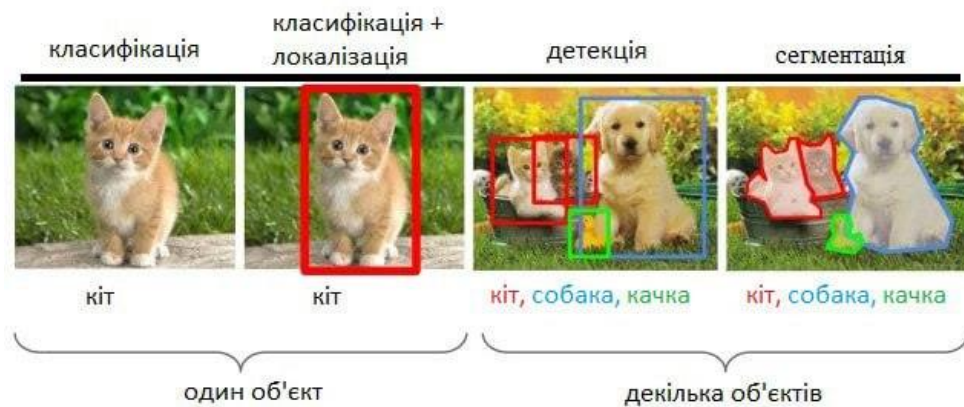 класифікація
класифікація +
локалізація
детекція
сегментація
кіт
кіт
кіт, собака, качка
кіт, собака, качка
один об'єкт
декілька об'єктів